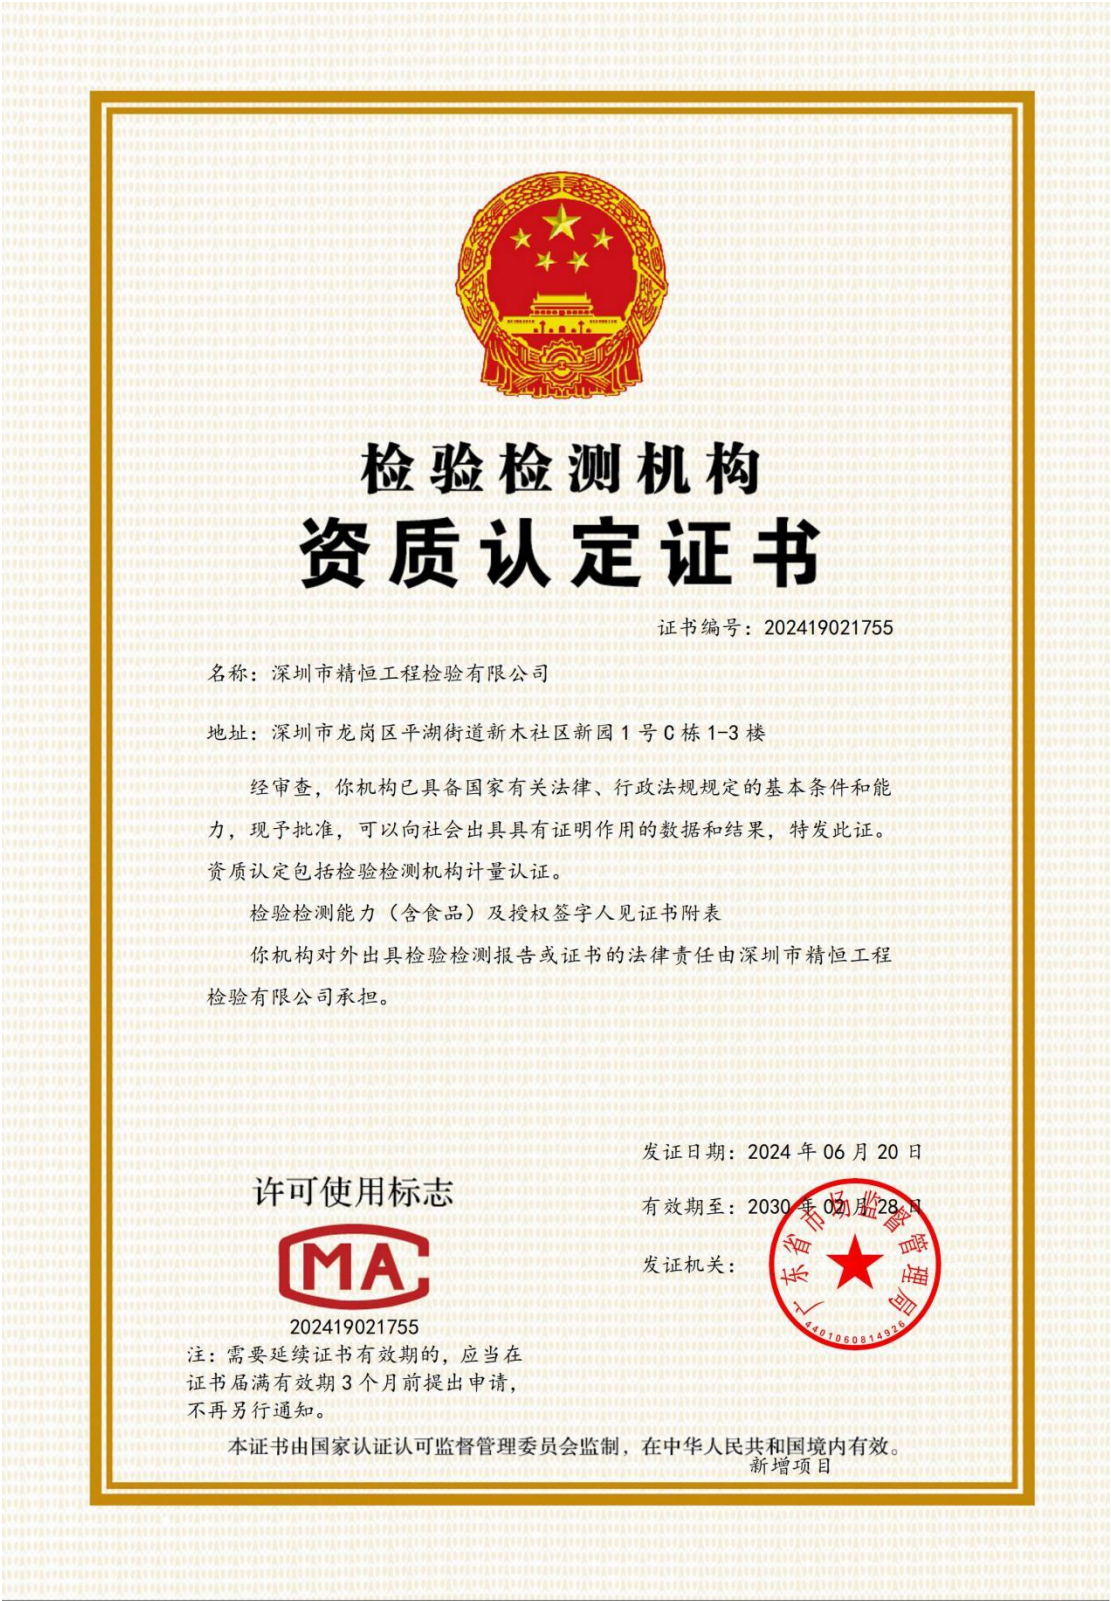 检验检测机构
资质认定证书
证书编号：202419021755
名称：深圳市精恒工程检验有限公司
地址：深圳市龙岗区平湖街道新木社区新园1号C栋1-3楼
经审查，你机构已具备国家有关法律、行政法规规定的基本条件和能
力，现予批准，可以向社会出具具有证明作用的数据和结果，特发此证。
资质认定包括检验检测机构计量认证。
检验检测能力（含食品）及授权签字人见证书附表
你机构对外出具检验检测报告或证书的法律责任由深圳市精恒工程
检验有限公司承担。
发证日期：2024年06月20日
有效期至：2030年02月28日
发证机关：
广东省市场监督管理局
4401060814926
许可使用标志
MA
202419021755
注：需要延续证书有效期的，应当在
证书届满有效期3个月前提出申请，
不再另行通知。
本证书由国家认证认可监督管理委员会监制，在中华人民共和国境内有效。
新增项目